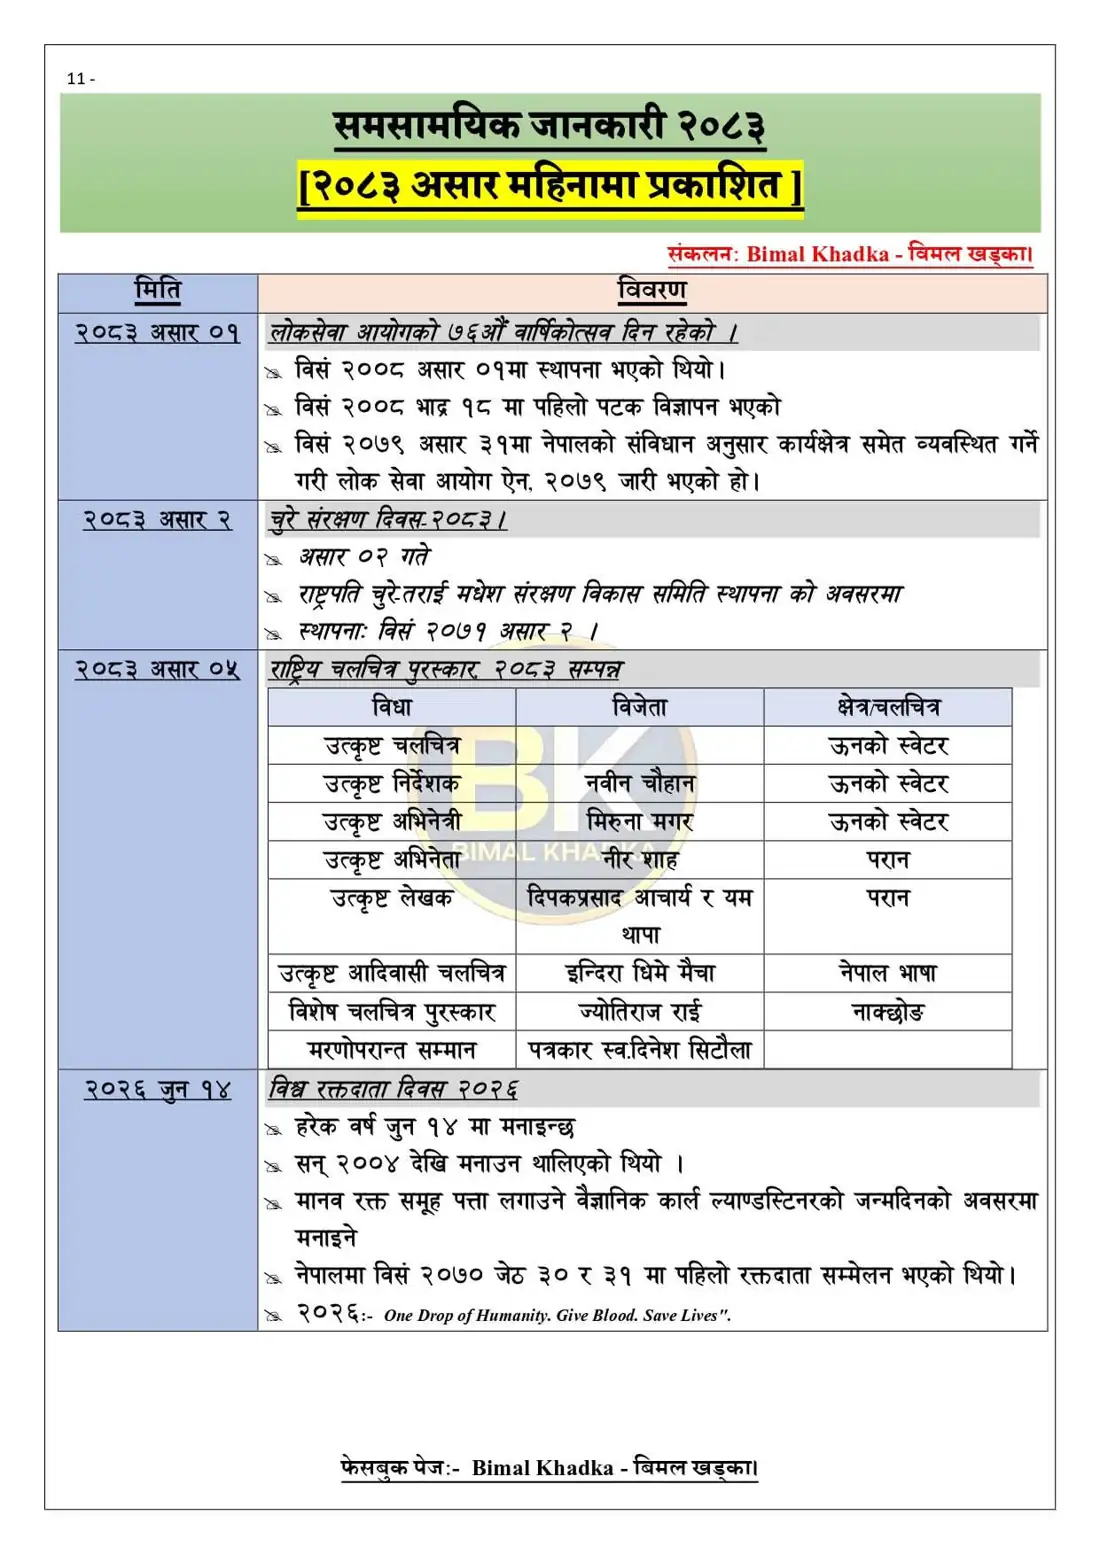 11 -
समसामयिक जानकारी २०८३
[२०८३ असार महिनामा प्रकाशित ]
संकलन: Bimal Khadka - विमल खड्का।
मिति विवरण
२०८३ असार ०१ लोकसेवा आयोगको ७६औं वार्षिकोत्सव दिन रहेको ।
विसं २००८ असार ०१मा स्थापना भएको थियो।
विसं २००८ भाद्र १८ मा पहिलो पटक विज्ञापन भएको
विसं २०७९ असार ३१मा नेपालको संविधान अनुसार कार्यक्षेत्र समेत व्यवस्थित गर्ने
गरी लोक सेवा आयोग ऐन, २०७९ जारी भएको हो।
२०८३ असार २ चुरे संरक्षण दिवस-२०८३।
असार ०२ गते
राष्ट्रपति चुरे-तराई मधेश संरक्षण विकास समिति स्थापना को अवसरमा
स्थापनाः विसं २०७१ असार २ ।
२०८३ असार ०५ राष्ट्रिय चलचित्र पुरस्कार, २०८३ सम्पन्न
विधा विजेता क्षेत्र/चलचित्र
उत्कृष्ट चलचित्र ऊनको स्वेटर
उत्कृष्ट निर्देशक नवीन चौहान ऊनको स्वेटर
उत्कृष्ट अभिनेत्री मिरुना मगर ऊनको स्वेटर
उत्कृष्ट अभिनेता नीर शाह परान
उत्कृष्ट लेखक दिपकप्रसाद आचार्य र यम परान
थापा
उत्कृष्ट आदिवासी चलचित्र इन्दिरा धिमे मैचा नेपाल भाषा
विशेष चलचित्र पुरस्कार ज्योतिराज राई नाक्छोङ
मरणोपरान्त सम्मान पत्रकार स्व.दिनेश सिटौला
BK
BIMAL KHADKA
२०२६ जुन १४ विश्व रक्तदाता दिवस २०२६
हरेक वर्ष जुन १४ मा मनाइन्छ
सन् २००४ देखि मनाउन थालिएको थियो ।
मानव रक्त समूह पत्ता लगाउने वैज्ञानिक कार्ल ल्याण्डस्टिनरको जन्मदिनको अवसरमा
मनाइने
नेपालमा विसं २०७० जेठ ३० र ३१ मा पहिलो रक्तदाता सम्मेलन भएको थियो।
२०२६:- One Drop of Humanity. Give Blood. Save Lives".
फेसबुक पेज:- Bimal Khadka - बिमल खड्का।